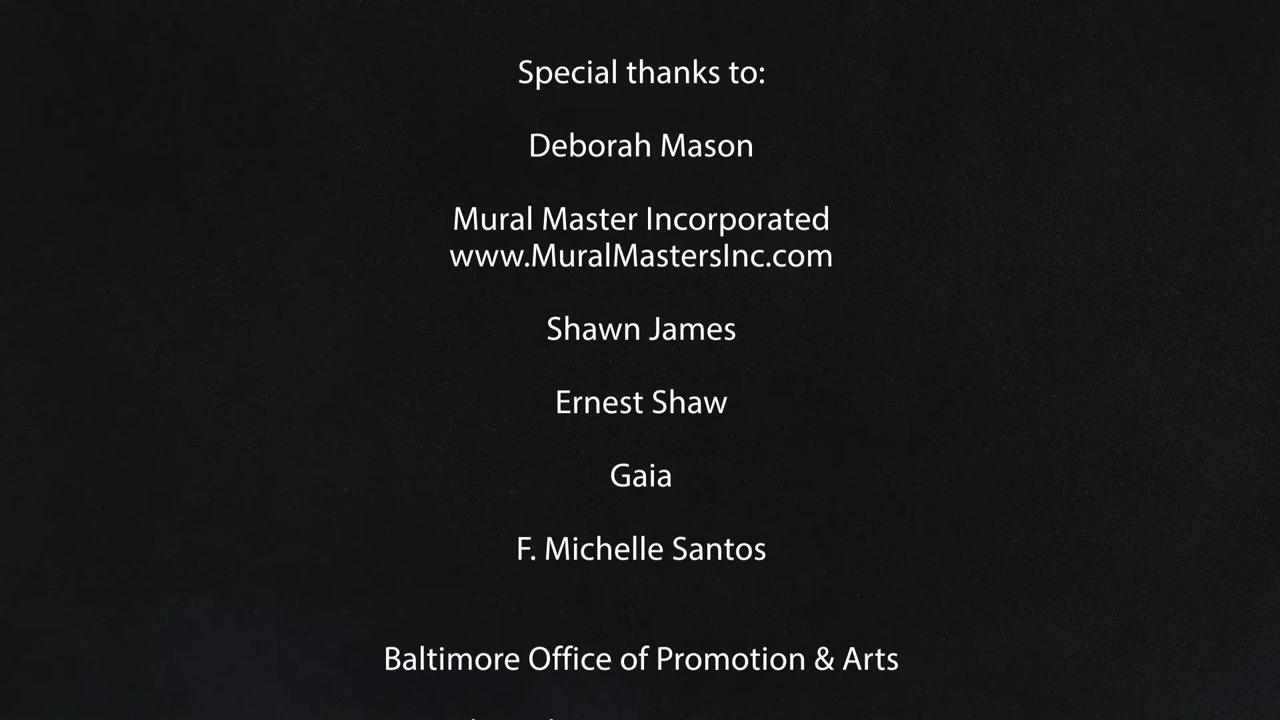 Special thanks to:
Deborah Mason
Mural Master Incorporated
www.MuralMastersInc.com
Shawn James
Ernest Shaw
Gaia
F. Michelle Santos
Baltimore Office of Promotion & Arts